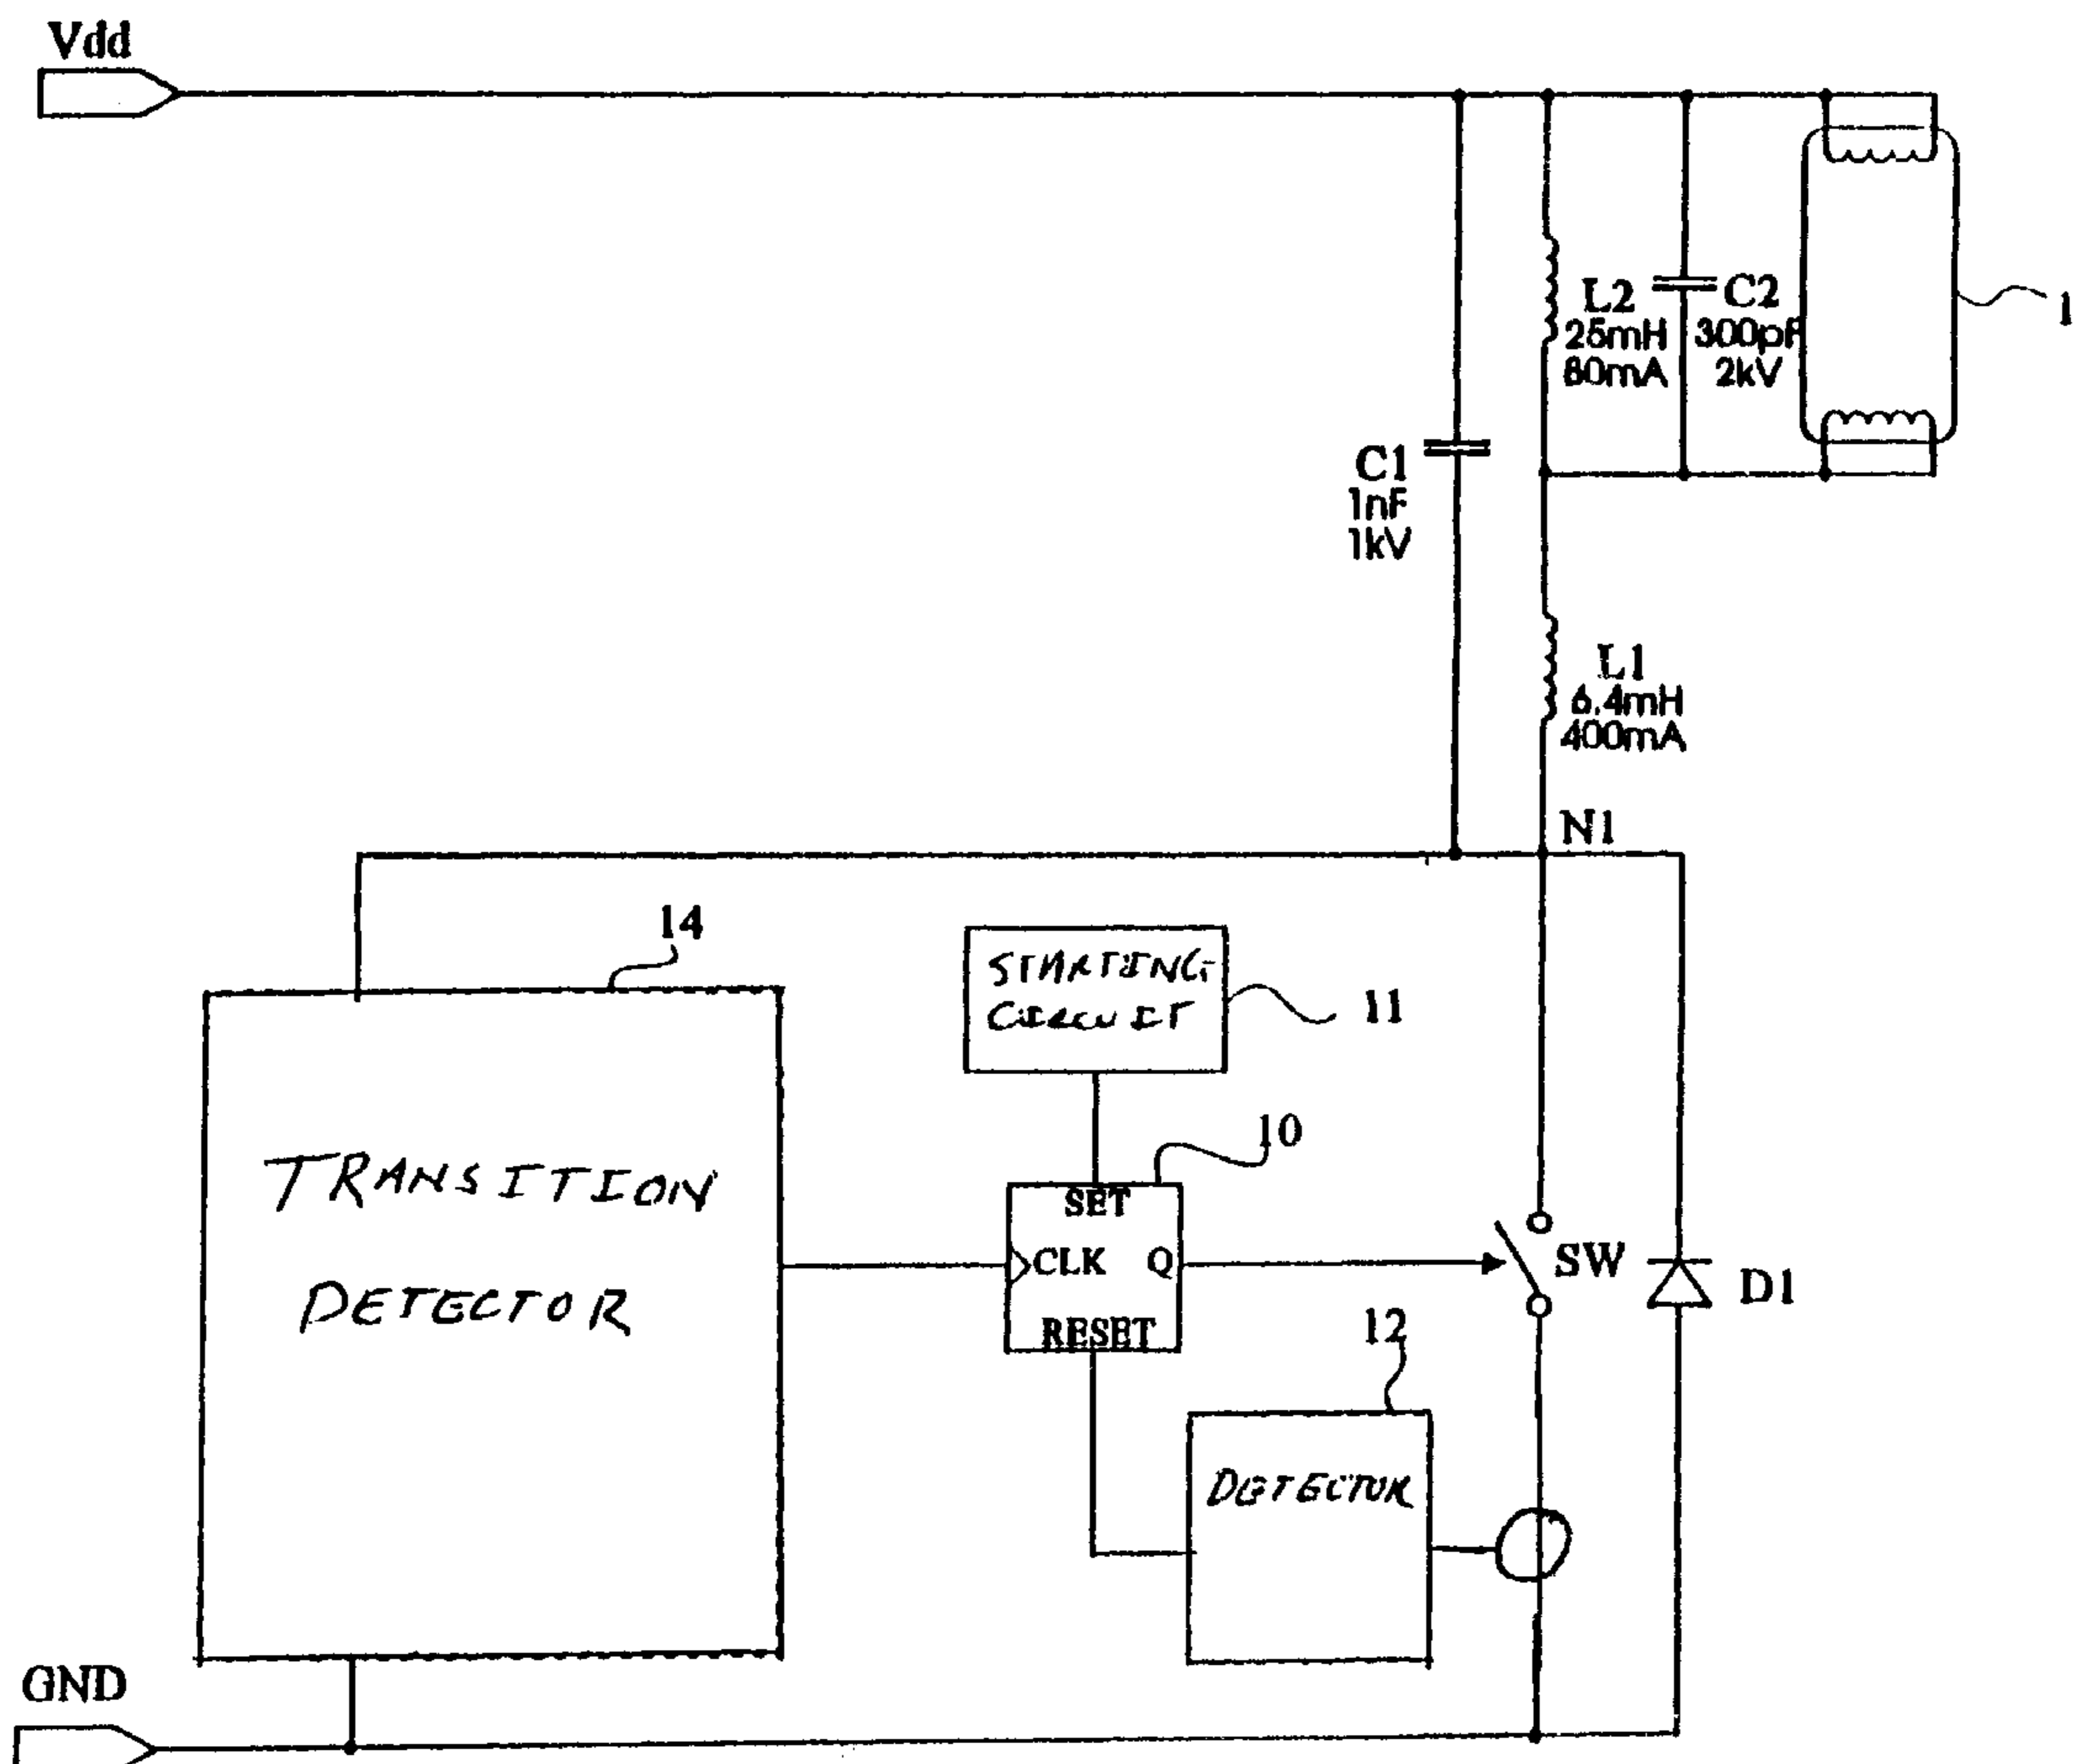 Vdd
L2
25mH
80mA
C2
300pF
2kV
1
C1
1nF
1kV
L1
6.4mH
400mA
N1
14
STARTING
CIRCUIT
11
10
TRANSITION
DETECTOR
SET
CLK
Q
RESET
SW
D1
12
DETECTOR
GND